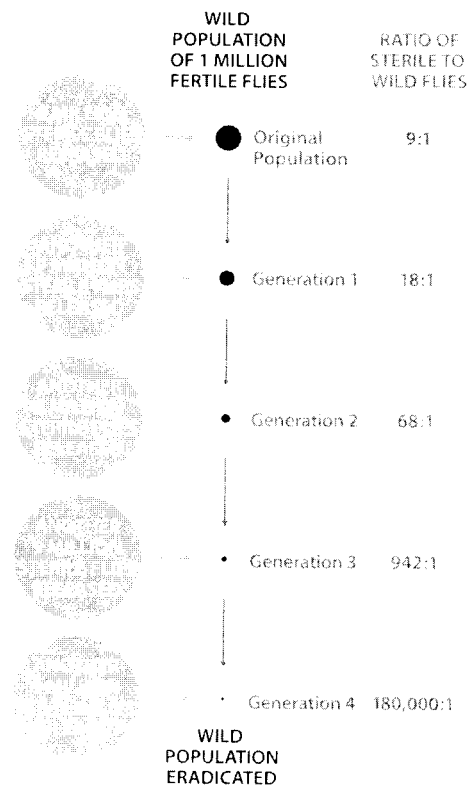 WILD
POPULATION
OF 1 MILLION
FERTILE FLIES
RATIO OF
STERILE TO
WILD FLIES
Original
Population
9:1
Generation 1
18:1
Generation 2
68:1
Generation 3
942:1
Generation 4
180,000:1
WILD
POPULATION
ERADICATED